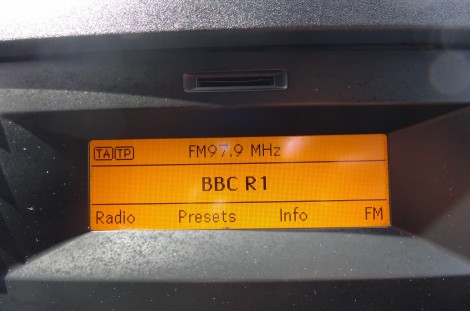 TA TP FM97.9 MHz
BBC R1
Radio Presets Info FM